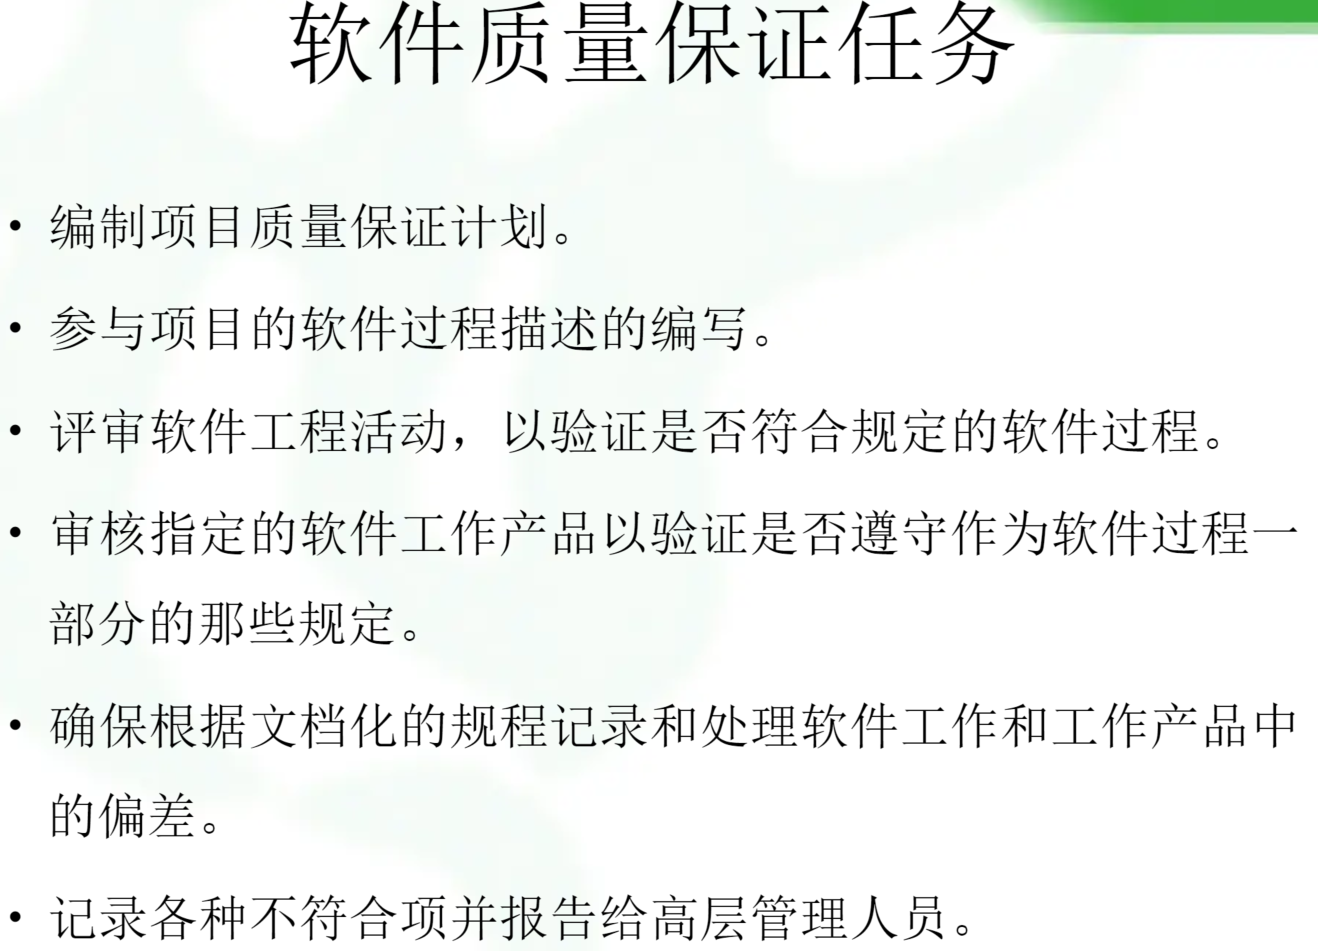 软件质量保证任务
• 编制项目质量保证计划。
• 参与项目的软件过程描述的编写。
• 评审软件工程活动，以验证是否符合规定的软件过程。
• 审核指定的软件工作产品以验证是否遵守作为软件过程一
部分的那些规定。
• 确保根据文档化的规程记录和处理软件工作和工作产品中
的偏差。
• 记录各种不符合项并报告给高层管理人员。